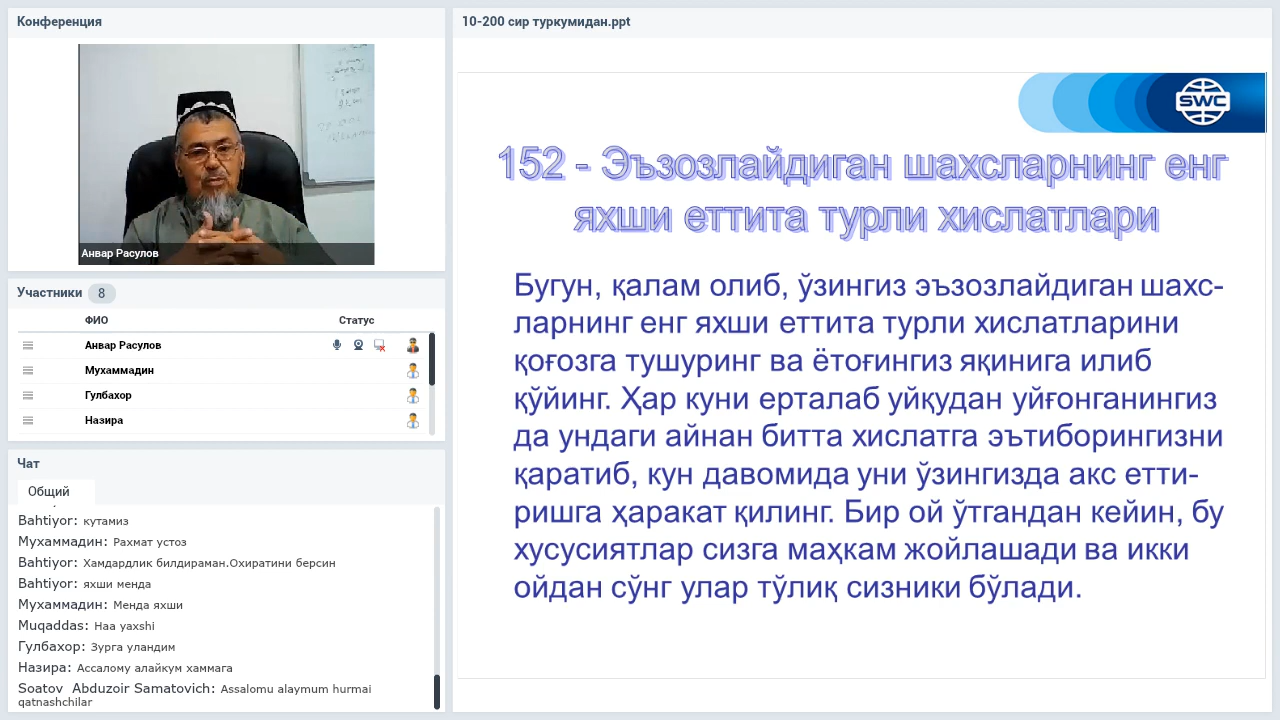 Конференция
Анвар Расулов
Участники 8
ФИО Статус
Анвар Расулов
Мухаммадин
Гулбахор
Назира
Чат
Общий
Bahtiyor: кутамиз
Мухаммадин: Рахмат устоз
Bahtiyor: Хамдардлик билдираман.Охиратини берсин
Bahtiyor: яхши менда
Мухаммадин: Менда яхши
Muqaddas: Haa yaxshi
Гулбахор: Зурга уландим
Назира: Ассалому алайкум хаммага
Soatov Abduzoir Samatovich: Assalomu alaymum hurmai
qatnashchilar
10-200 сир туркумидан.ppt
SWC
152 - Эъзозлайдиган шахсларнинг енг
яхши еттита турли хислатлари
Бугун, қалам олиб, ўзингиз эъзозлайдиган шахс-
ларнинг енг яхши еттита турли хислатларини
қоғозга тушуринг ва ётоғингиз яқинига илиб
қўйинг. Ҳар куни ерталаб уйқудан уйғонганингиз
да ундаги айнан битта хислатга эътиборингизни
қаратиб, кун давомида уни ўзингизда акс етти-
ришга ҳаракат қилинг. Бир ой ўтгандан кейин, бу
хусусиятлар сизга маҳкам жойлашади ва икки
ойдан сўнг улар тўлиқ сизники бўлади.